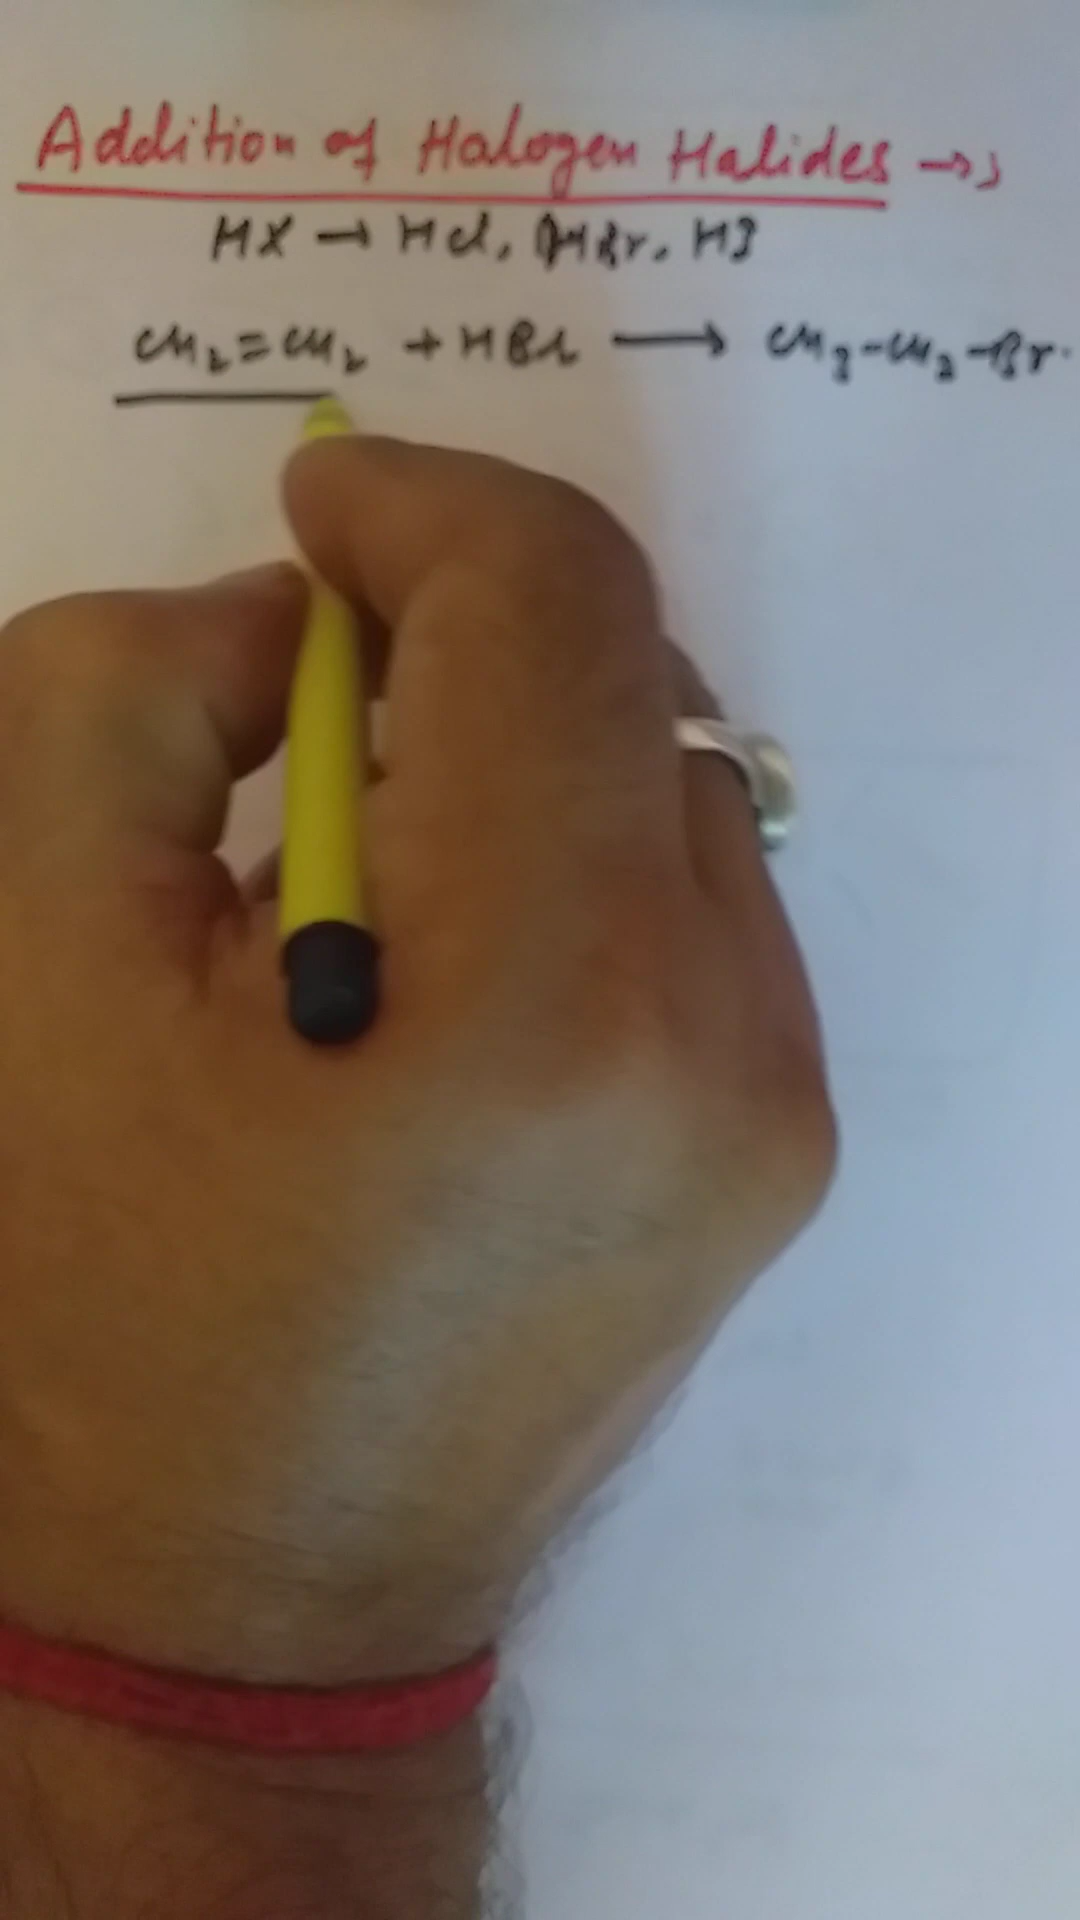 Addition of Halogen Halides →
HX → HCl, HBr, HI
CH2=CH2 + HBr ⟶ CH3-CH2-Br.